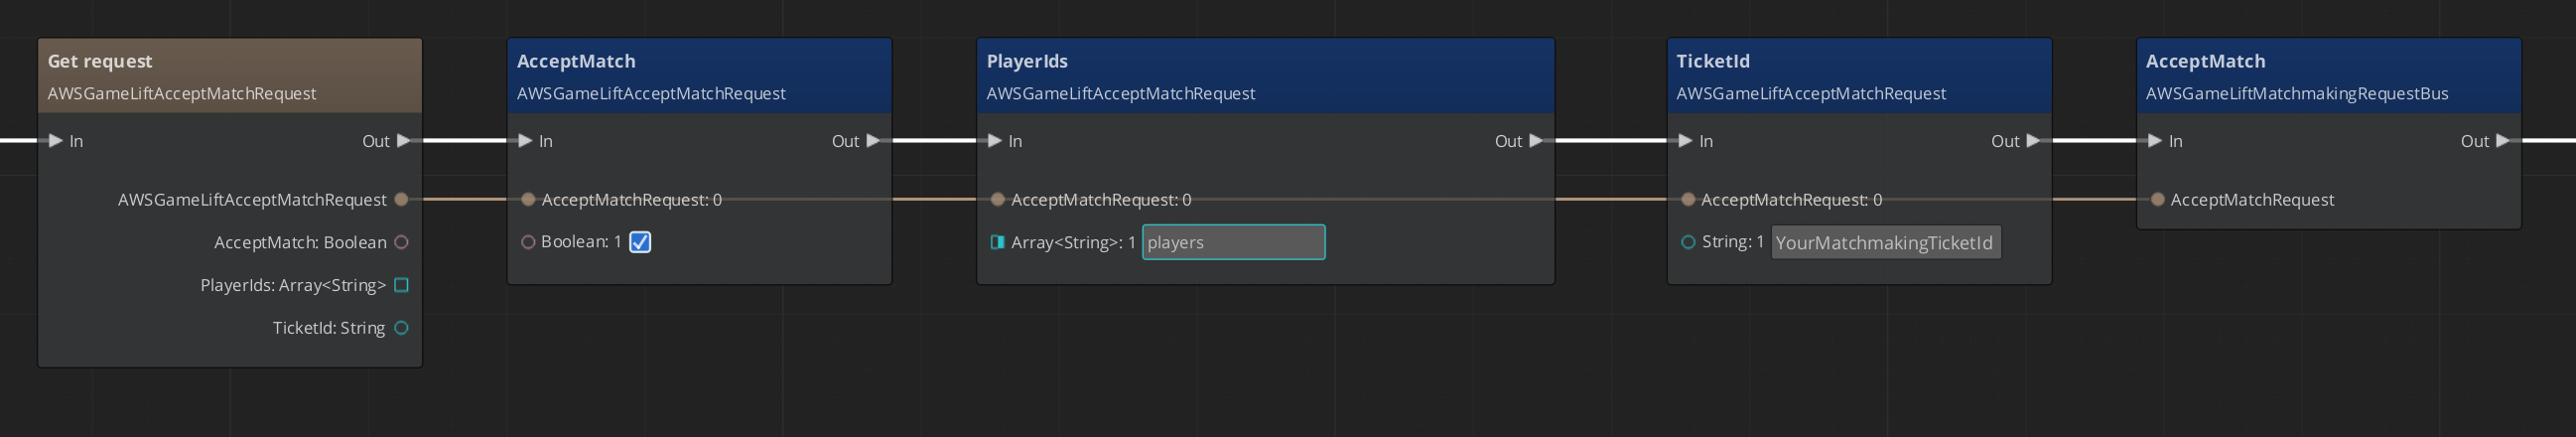 Get request
AWSGameLiftAcceptMatchRequest
In
Out
AWSGameLiftAcceptMatchRequest
AcceptMatch: Boolean
PlayerIds: Array<String>
TicketId: String
AcceptMatch
AWSGameLiftAcceptMatchRequest
In
Out
AcceptMatchRequest: 0
Boolean: 1
PlayerIds
AWSGameLiftAcceptMatchRequest
In
Out
AcceptMatchRequest: 0
Array<String>: 1 players
TicketId
AWSGameLiftAcceptMatchRequest
In
Out
AcceptMatchRequest: 0
String: 1 YourMatchmakingTicketId
AcceptMatch
AWSGameLiftMatchmakingRequestBus
In
Out
AcceptMatchRequest